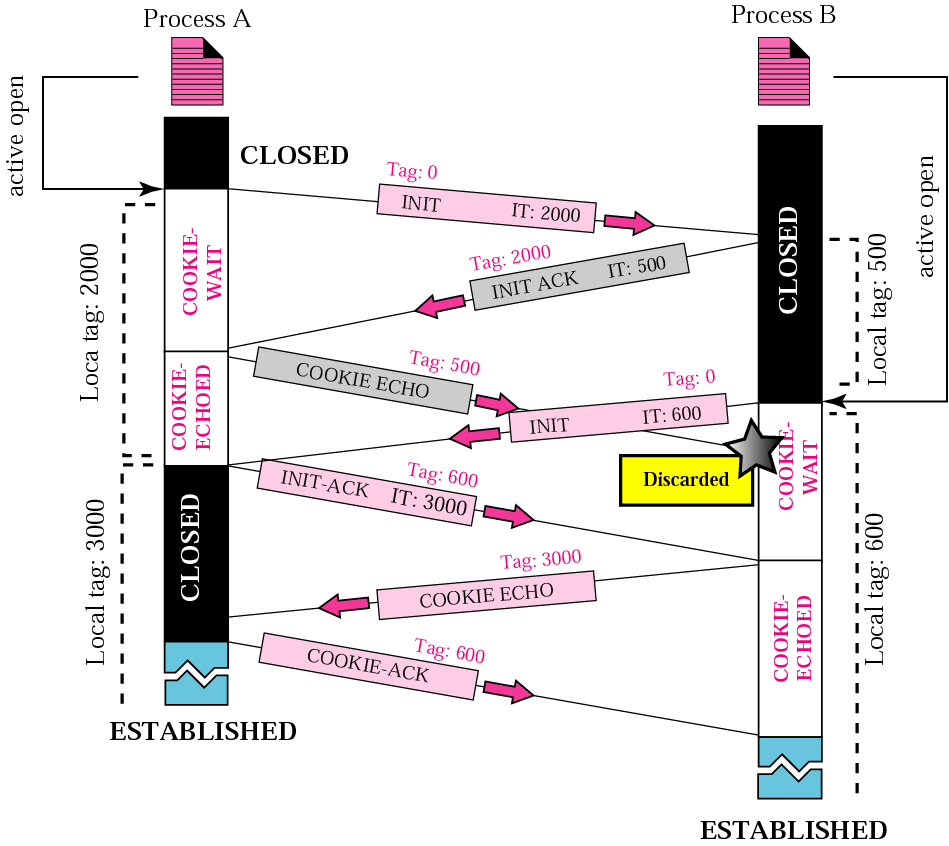 Process A
Process B
active open
CLOSED
Tag: 0
INIT IT: 2000
Tag: 2000
INIT ACK IT: 500
COOKIE-
WAIT
Loca tag: 2000
CLOSED
Local tag: 500
active open
Tag: 500
COOKIE ECHO
Tag: 0
INIT IT: 600
COOKIE-
ECHOED
Discarded
COOKIE-
WAIT
Tag: 600
INIT-ACK IT: 3000
CLOSED
Local tag: 3000
Tag: 3000
COOKIE ECHO
Local tag: 600
COOKIE-
ECHOED
Tag: 600
COOKIE-ACK
ESTABLISHED
ESTABLISHED